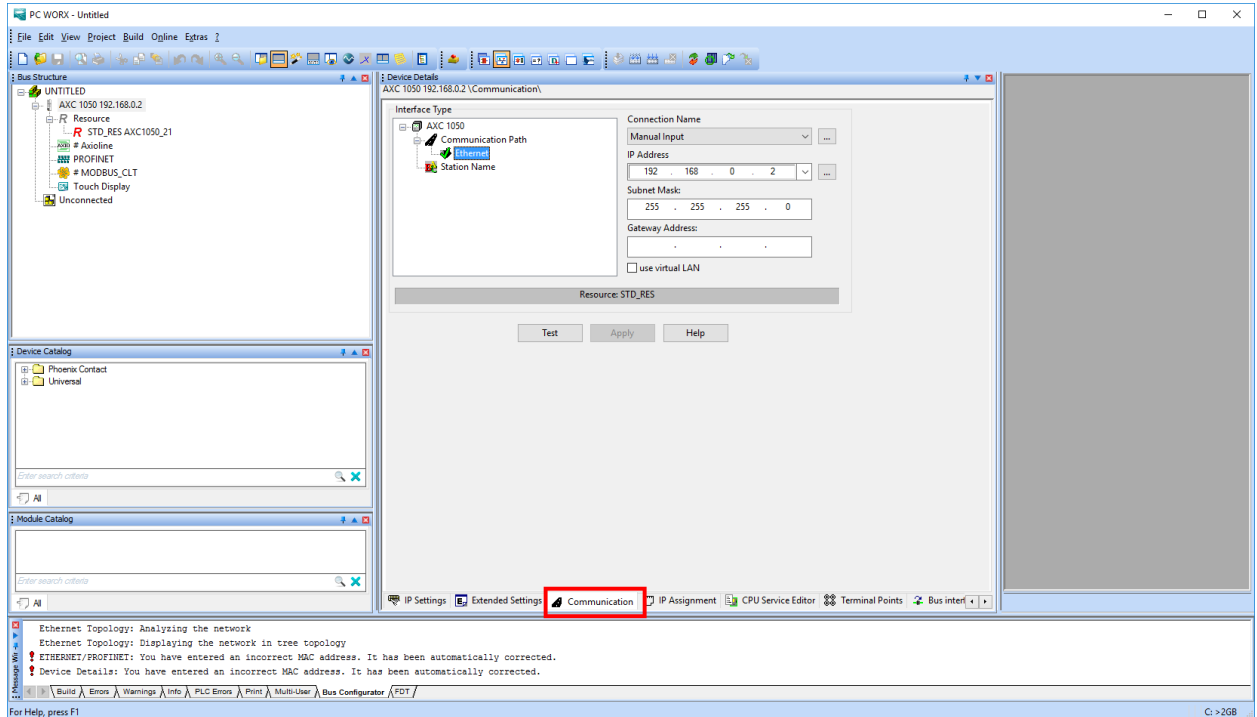 PC WORX - Untitled
File Edit View Project Build Online Extras ?
Bus Structure
UNTITLED
AXC 1050 192.168.0.2
Resource
STD_RES AXC1050_21
# Axioline
PROFINET
# MODBUS_CLT
Touch Display
Unconnected
Device Catalog
Phoenix Contact
Universal
Enter search criteria
All
Module Catalog
Enter search criteria
All
Device Details
AXC 1050 192.168.0.2 \Communication\
Interface Type
AXC 1050
Communication Path
Ethernet
Station Name
Connection Name
Manual Input
...
IP Address
192 . 168 . 0 . 2
...
Subnet Mask:
255 . 255 . 255 . 0
Gateway Address:
. . .
use virtual LAN
Resource: STD_RES
Test Apply Help
IP Settings Extended Settings Communication IP Assignment CPU Service Editor Terminal Points Bus interf
Ethernet Topology: Analyzing the network
Ethernet Topology: Displaying the network in tree topology
ETHERNET/PROFINET: You have entered an incorrect MAC address. It has been automatically corrected.
Device Details: You have entered an incorrect MAC address. It has been automatically corrected.
Message Wir
Build Errors Warnings Info PLC Errors Print Multi-User Bus Configurator FDT
For Help, press F1
C: >2GB